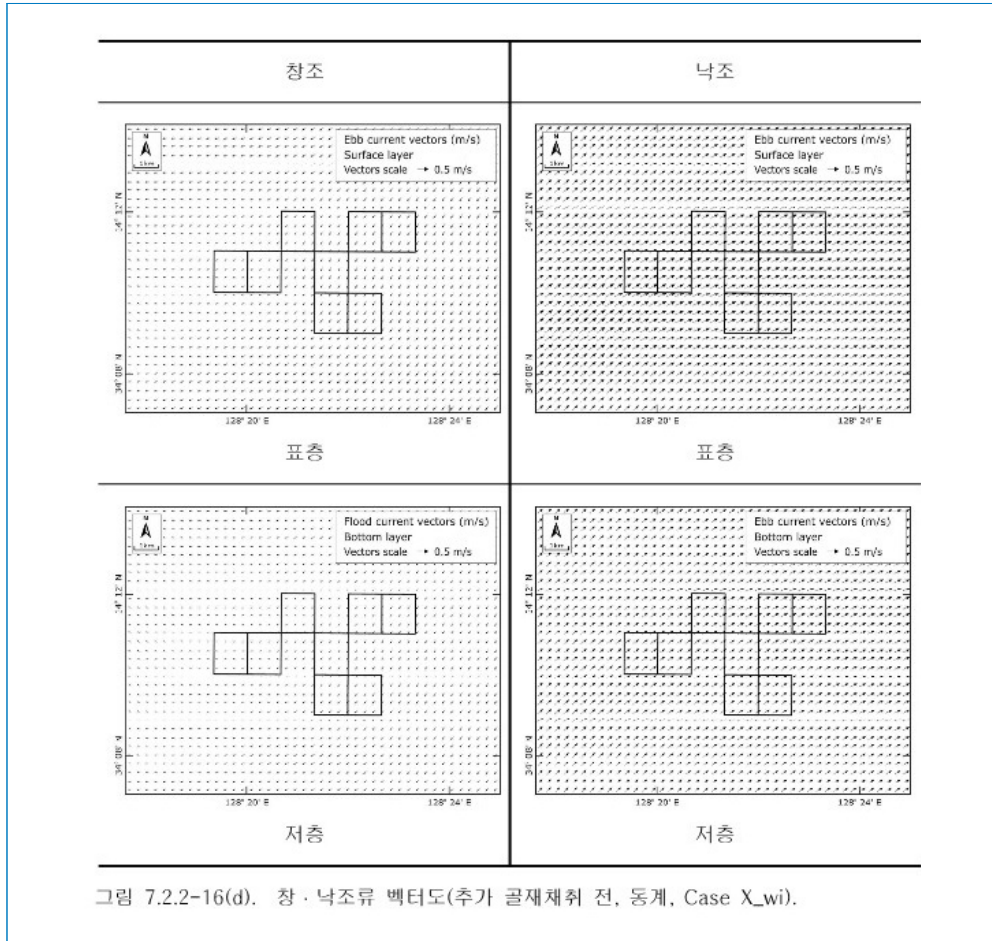 창조
낙조
N
1km
Ebb current vectors (m/s)
Surface layer
Vectors scale → 0.5 m/s
34° 12' N
34° 08' N
128° 20' E
128° 24' E
표층
N
1km
Ebb current vectors (m/s)
Surface layer
Vectors scale → 0.5 m/s
34° 12' N
34° 08' N
128° 20' E
128° 24' E
표층
N
1km
Flood current vectors (m/s)
Bottom layer
Vectors scale → 0.5 m/s
34° 12' N
34° 08' N
128° 20' E
128° 24' E
저층
N
1km
Ebb current vectors (m/s)
Bottom layer
Vectors scale → 0.5 m/s
34° 12' N
34° 08' N
128° 20' E
128° 24' E
저층
그림 7.2.2-16(d). 창·낙조류 벡터도(추가 골재채취 전, 동계, Case X_wi).